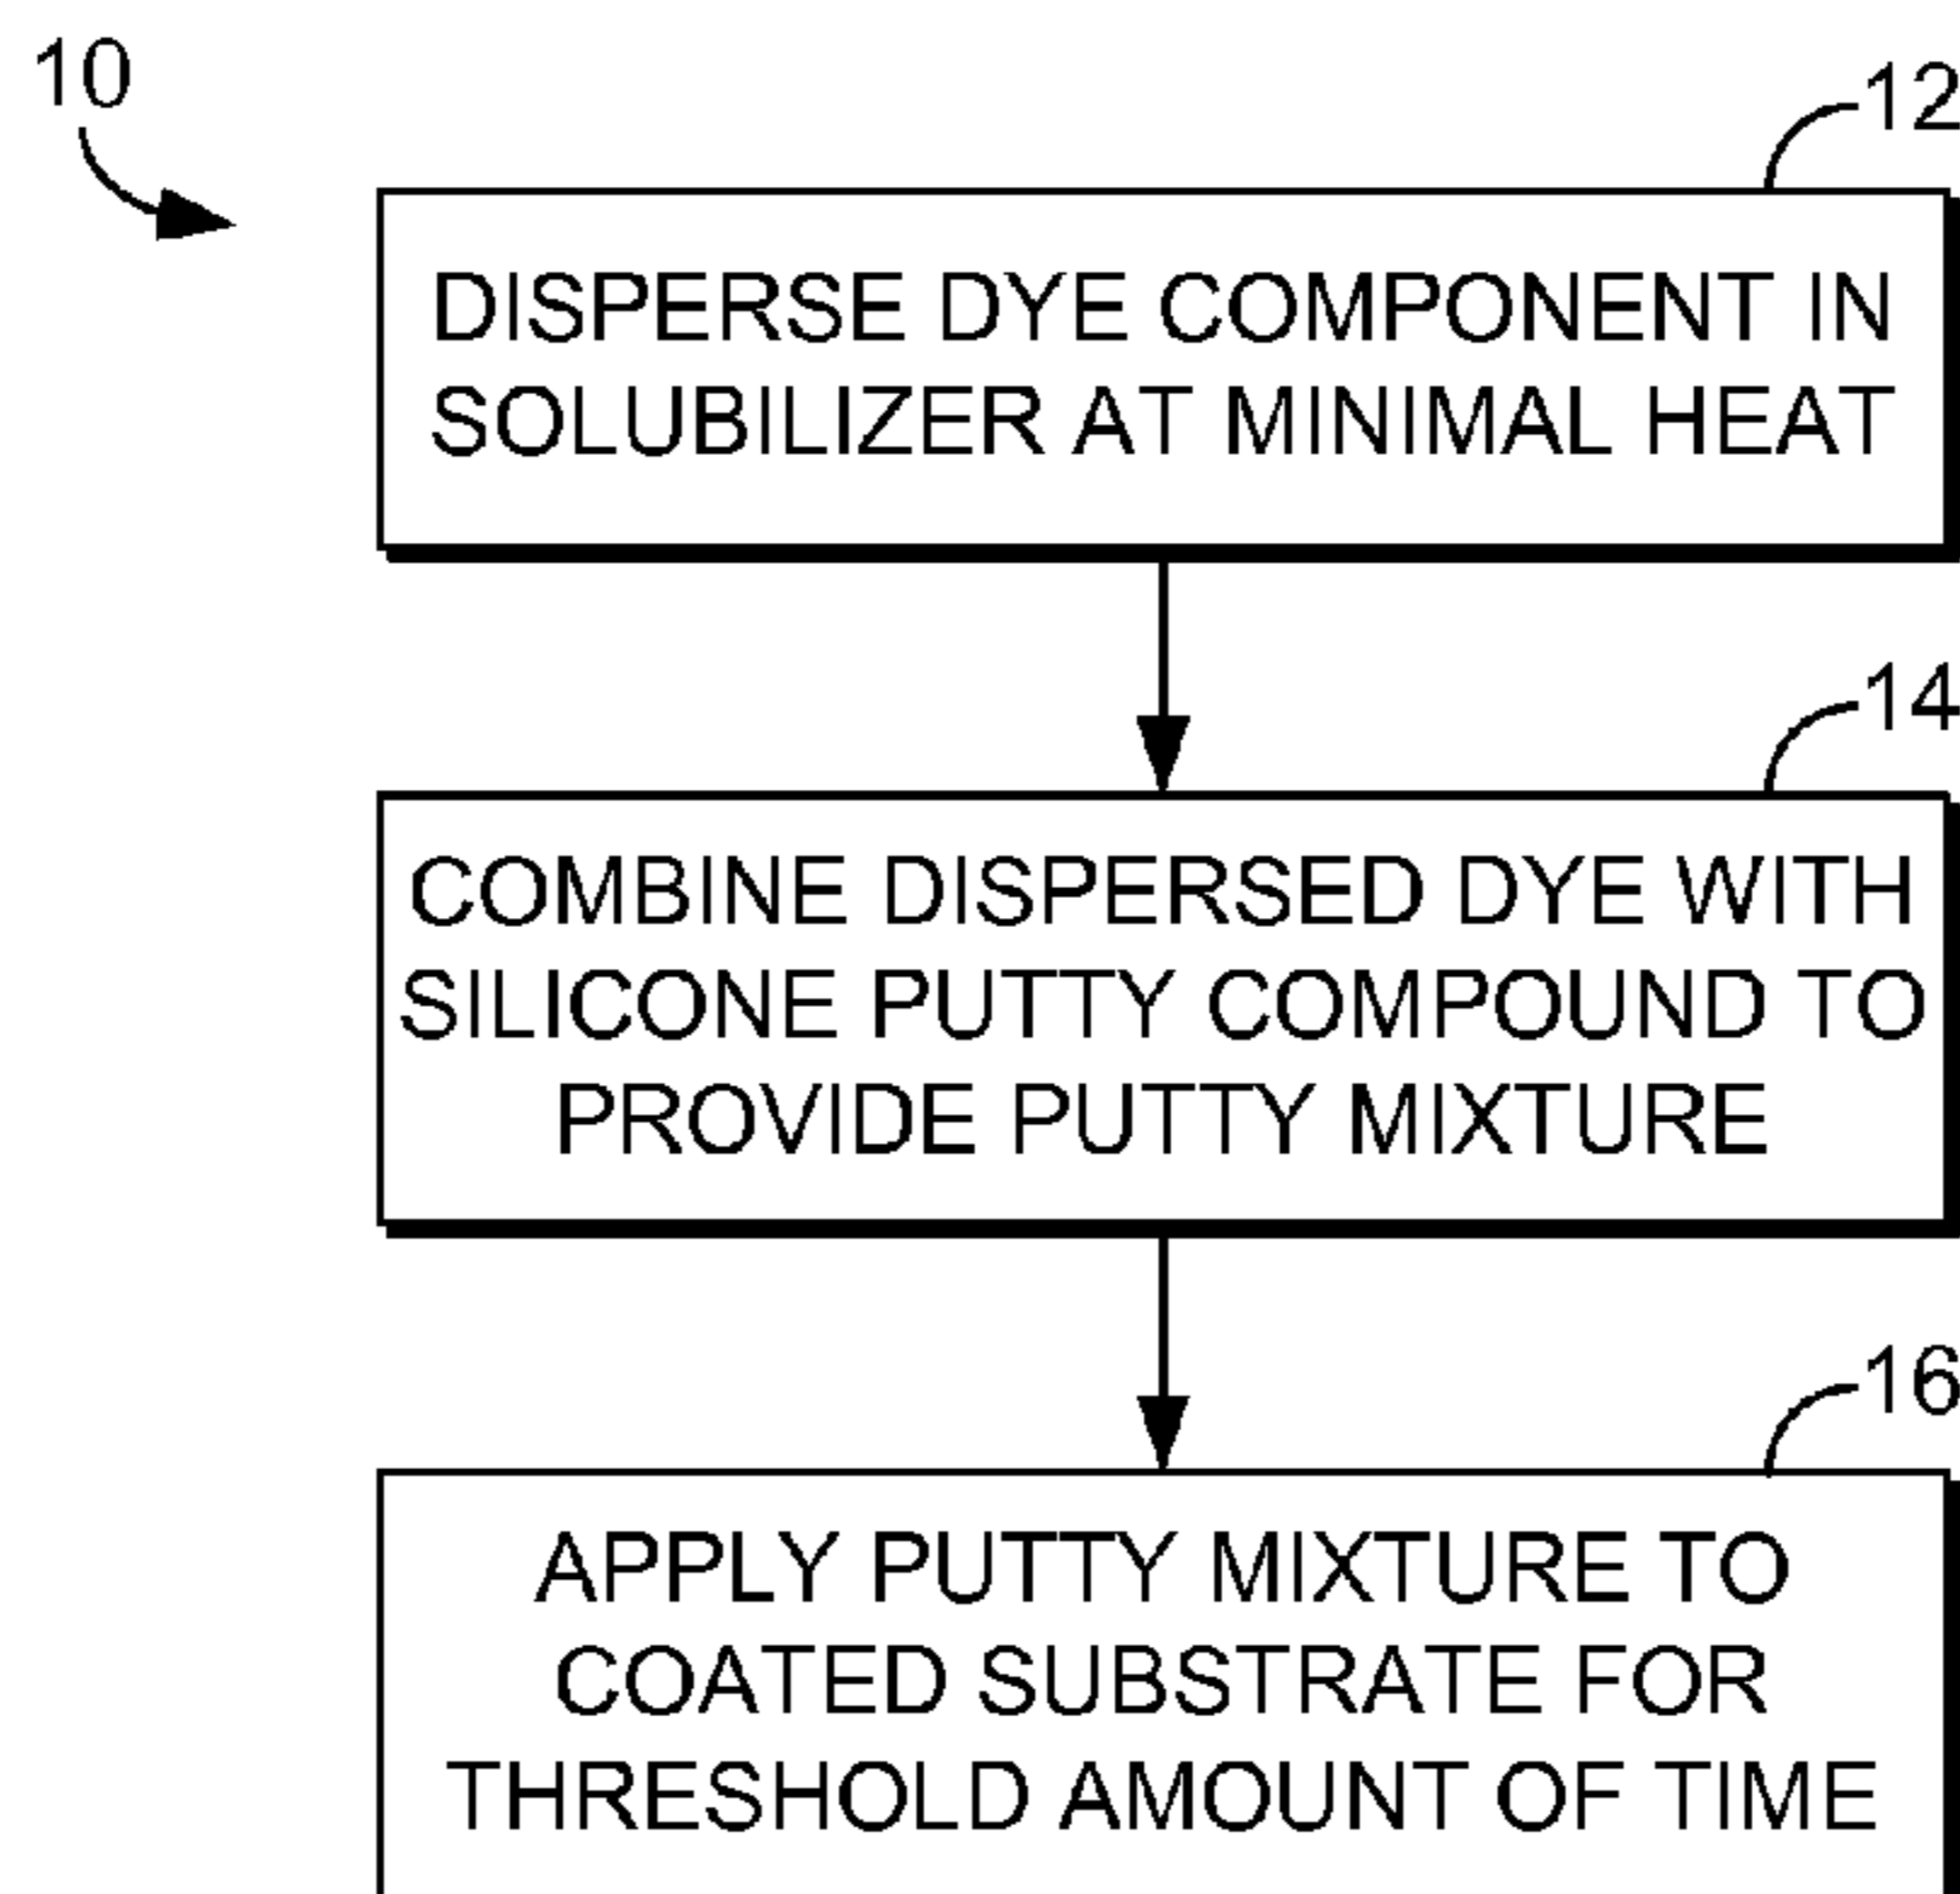 10
12
DISPERSE DYE COMPONENT IN
SOLUBILIZER AT MINIMAL HEAT
14
COMBINE DISPERSED DYE WITH
SILICONE PUTTY COMPOUND TO
PROVIDE PUTTY MIXTURE
16
APPLY PUTTY MIXTURE TO
COATED SUBSTRATE FOR
THRESHOLD AMOUNT OF TIME